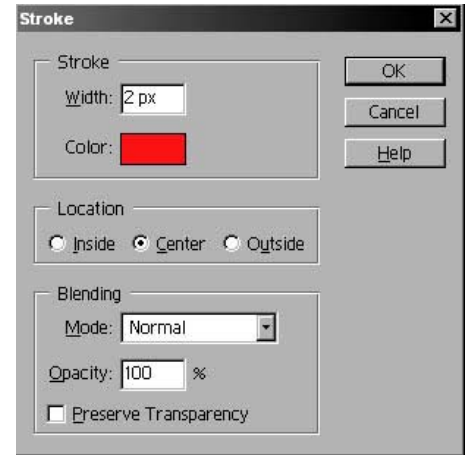 Stroke
Stroke
Width: 2 px
Color:
OK
Cancel
Help
Location
Inside Center Outside
Blending
Mode: Normal
Opacity: 100 %
Preserve Transparency